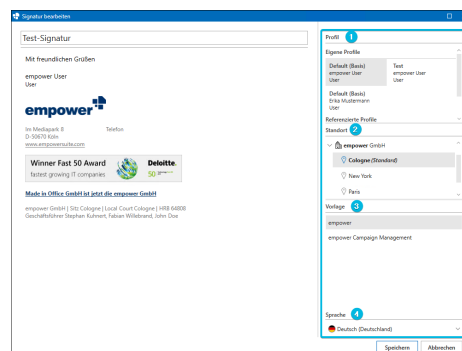 Signatur bearbeiten
Test-Signatur
Mit freundlichen Grüßen
empower User
User
empower
Im Mediapark 8 Telefon
D-50670 Köln
www.empowersuite.com
Winner Fast 50 Award
fastest growing IT companies
Deloitte.
50
Made in Office GmbH ist jetzt die empower GmbH
empower GmbH | Sitz Cologne | Local Court Cologne | HRB 64808
Geschäftsführer Stephan Kuhnert, Fabian Willebrand, John Doe
Profil 1
Eigene Profile
Default (Basis)
empower User
User
Test
empower User
User
Default (Basis)
Erika Mustermann
User
Referenzierte Profile
Standort 2
empower GmbH
Cologne (Standard)
New York
Paris
Vorlage 3
empower
empower Campaign Management
Sprache 4
Deutsch (Deutschland)
Speichern Abbrechen